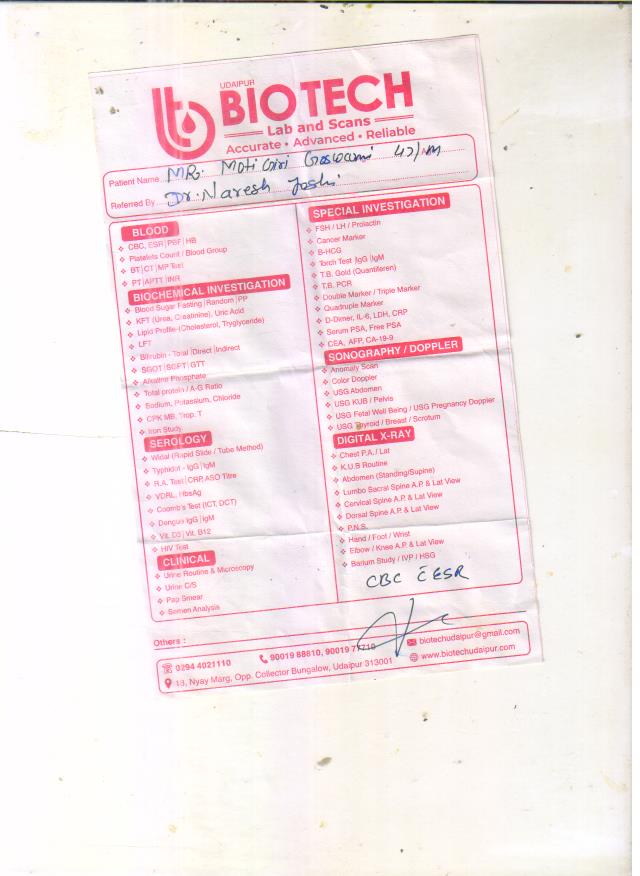 UDAIPUR
BIOTECH
Lab and Scans
Accurate • Advanced • Reliable
Patient Name MR. Moti Giri Goswami 42/M
Referred By Dr. Naresh Joshi
BLOOD
CBC, ESR | PBF | HB
Platelets Count / Blood Group
BT | CT | MP Test
PT | APTT | INR
BIOCHEMICAL INVESTIGATION
Blood Sugar Fasting | Random | PP
KFT (Urea, Creatinine), Uric Acid
Lipid Profile-(Cholesterol, Tryglyceride)
LFT
Bilirubin - Total | Direct | Indirect
SGOT | SGPT | GTT
Alkaline Phosphate
Total protein / A-G Ratio
Sodium, Potassium, Chloride
CPK MB, Trop. T
Iron Study
SEROLOGY
Widal (Rapid Slide / Tube Method)
Typhidot - IgG | IgM
R.A. Test | CRP, ASO Titre
VDRL, HbsAg
Coomb's Test (ICT, DCT)
Dengue IgG | IgM
Vit. D3 | Vit. B12
HIV Test
CLINICAL
Urine Routine & Microscopy
Urine C/S
Pap Smear
Semen Analysis
SPECIAL INVESTIGATION
FSH / LH / Prolactin
Cancer Marker
B-HCG
Torch Test IgG | IgM
T.B. Gold (Quantiferen)
T.B. PCR
Double Marker / Triple Marker
Quadruple Marker
D-Dimer, IL-6, LDH, CRP
Serum PSA, Free PSA
CEA, AFP, CA-19-9
SONOGRAPHY / DOPPLER
Anomaly Scan
Color Doppler
USG Abdomen
USG KUB / Pelvis
USG Fetal Well Being / USG Pregnancy Doppler
USG Thyroid / Breast / Scrotum
DIGITAL X-RAY
Chest P.A. / Lat
K.U.B Routine
Abdomen (Standing/Supine)
Lumbo Sacral Spine A.P. & Lat View
Cervical Spine A.P. & Lat View
Dorsal Spine A.P. & Lat View
P.N.S.
Hand / Foot / Wrist
Elbow / Knee A.P. & Lat View
Barium Study / IVP / HSG
CBC c̄ ESR
Others :
0294 4021110 90019 88810, 90019 77710 biotechudaipur@gmail.com
13, Nyay Marg, Opp. Collector Bungalow, Udaipur 313001 www.biotechudaipur.com